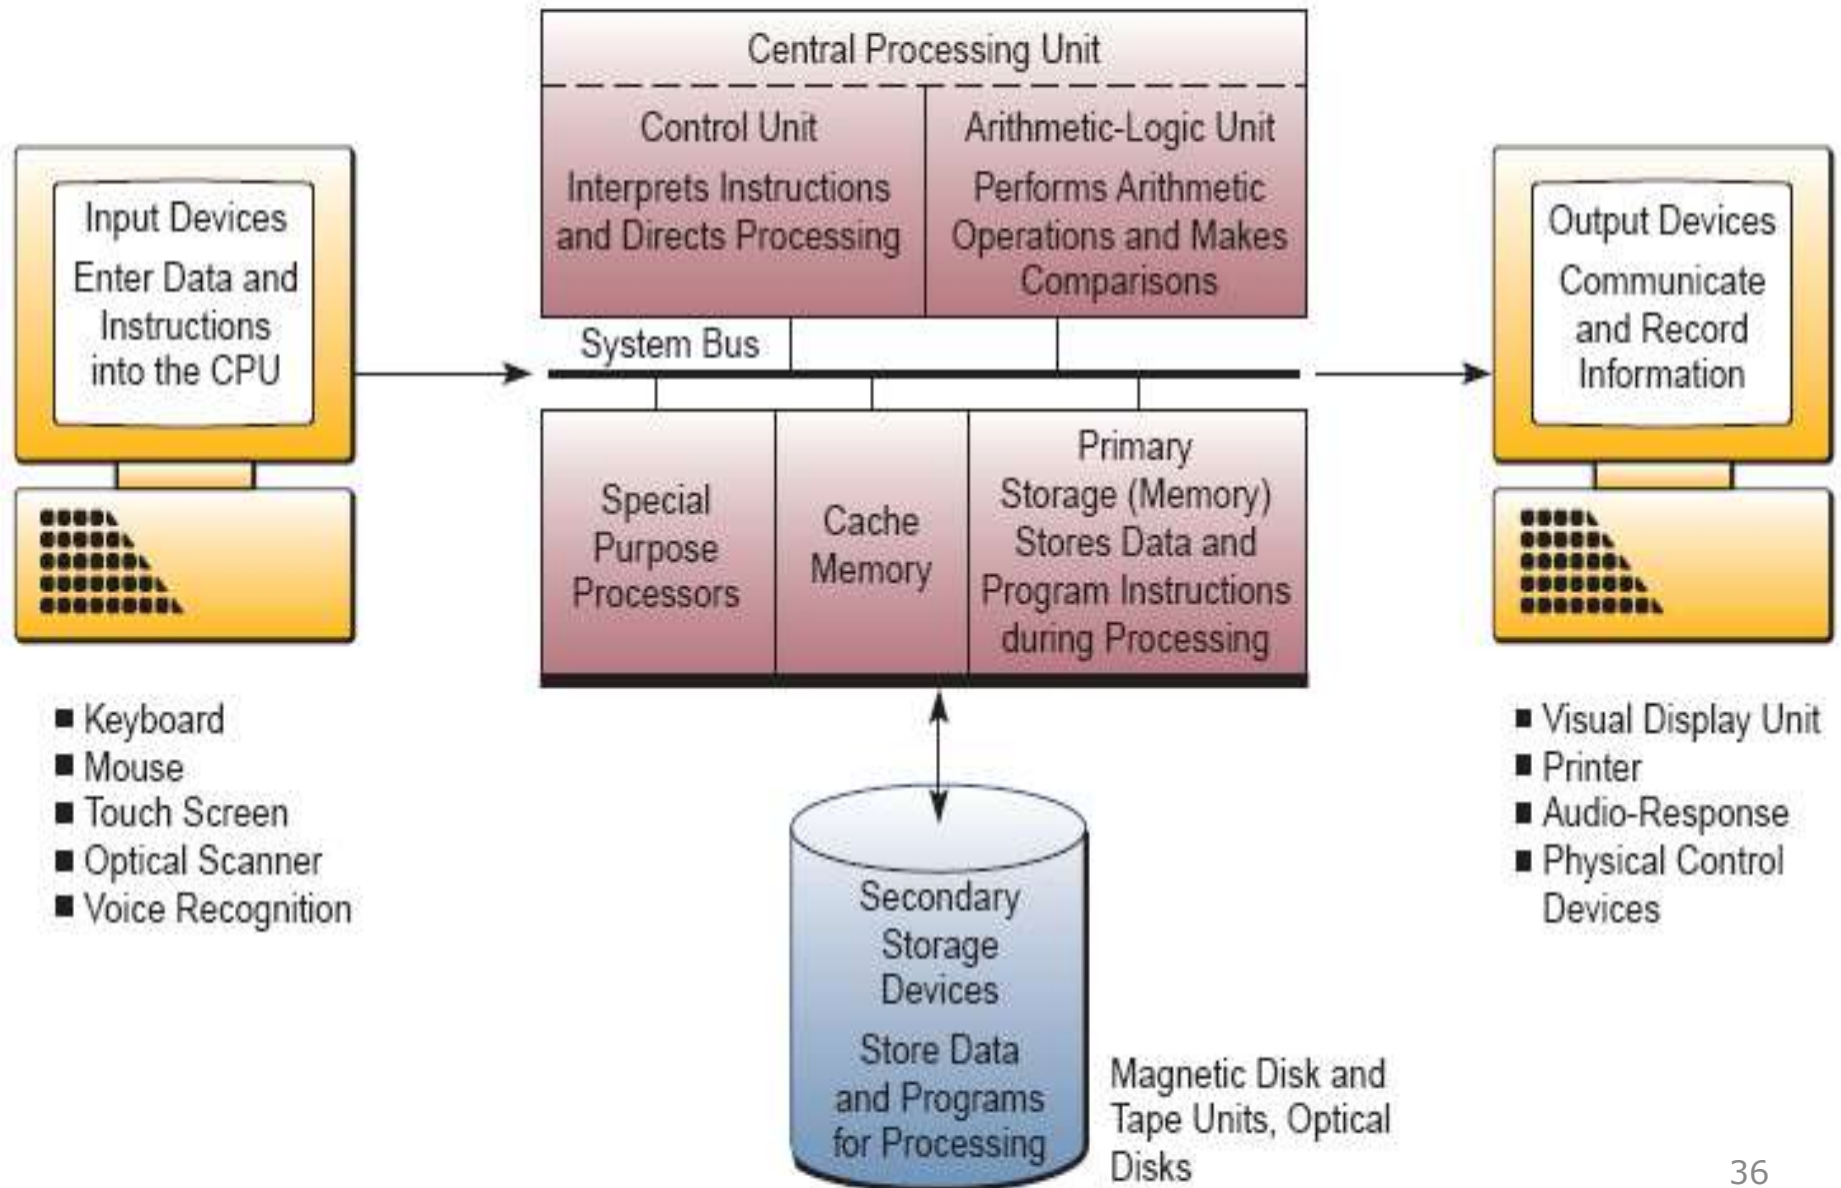 Central Processing Unit
Control Unit
Interprets Instructions
and Directs Processing
Arithmetic-Logic Unit
Performs Arithmetic
Operations and Makes
Comparisons
Input Devices
Enter Data and
Instructions
into the CPU
System Bus
Output Devices
Communicate
and Record
Information
Special
Purpose
Processors
Cache
Memory
Primary
Storage (Memory)
Stores Data and
Program Instructions
during Processing
■ Keyboard
■ Mouse
■ Touch Screen
■ Optical Scanner
■ Voice Recognition
■ Visual Display Unit
■ Printer
■ Audio-Response
■ Physical Control
Devices
Secondary
Storage
Devices
Store Data
and Programs
for Processing
Magnetic Disk and
Tape Units, Optical
Disks
36